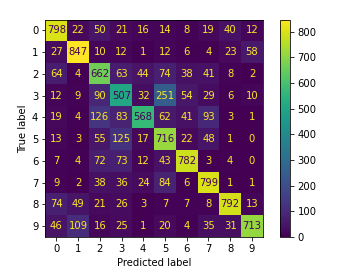 0 798 22 50 21 16 14 8 19 40 12
1 27 847 10 12 1 12 6 4 23 58
2 64 4 662 63 44 74 38 41 8 2
3 12 9 90 507 32 251 54 29 6 10
4 19 4 126 83 568 62 41 93 3 1
5 13 3 55 125 17 716 22 48 1 0
6 7 4 72 73 12 43 782 3 4 0
7 9 2 38 36 24 84 6 799 1 1
8 74 49 21 26 3 7 7 8 792 13
9 46 109 16 25 1 20 4 35 31 713
0 1 2 3 4 5 6 7 8 9
Predicted label
True label
800
700
600
500
400
300
200
100
0